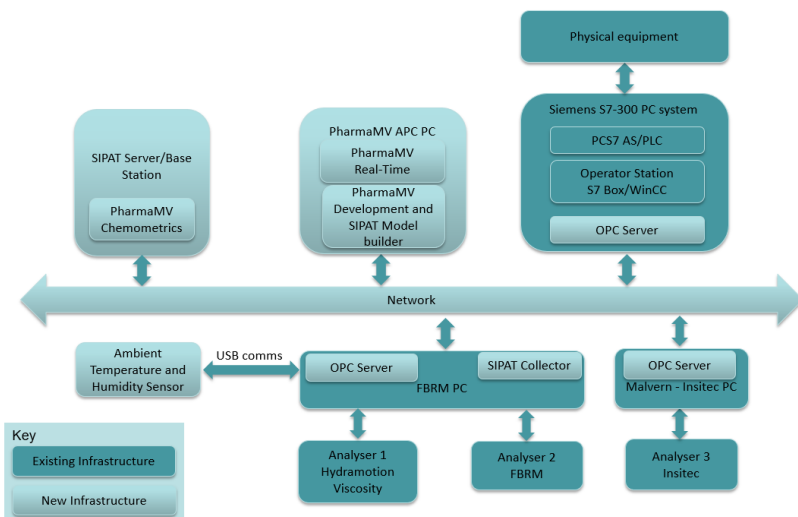 Physical equipment
Siemens S7-300 PC system
PCS7 AS/PLC
Operator Station
S7 Box/WinCC
OPC Server
PharmaMV APC PC
PharmaMV
Real-Time
PharmaMV
Development and
SIPAT Model
builder
SIPAT Server/Base
Station
PharmaMV
Chemometrics
Network
Ambient
Temperature and
Humidity Sensor
USB comms
OPC Server
SIPAT Collector
FBRM PC
OPC Server
Malvern - Insitec PC
Analyser 1
Hydramotion
Viscosity
Analyser 2
FBRM
Analyser 3
Insitec
Key
Existing Infrastructure
New Infrastructure